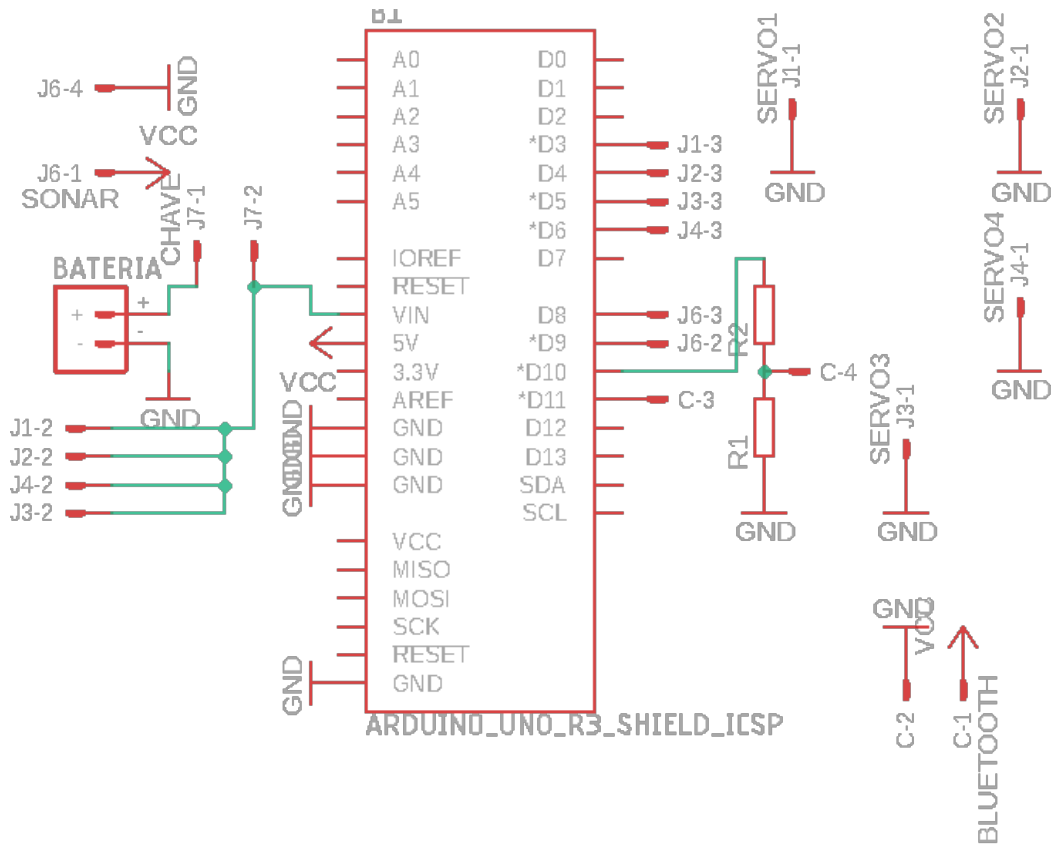 B1
J6-4
GND
VCC
J6-1
SONAR
CHAVE
J7-1
J7-2
BATERIA
+
-
+
-
GND
J1-2
J2-2
J4-2
J3-2
A0
A1
A2
A3
A4
A5
IOREF
RESET
VIN
5V
3.3V
AREF
GND
GND
GND
VCC
MISO
MOSI
SCK
RESET
GND
VCC
GND
GND
GND
GND
D0
D1
D2
*D3
D4
*D5
*D6
D7
D8
*D9
*D10
*D11
D12
D13
SDA
SCL
J1-3
J2-3
J3-3
J4-3
J6-3
J6-2
C-3
ARDUINO_UNO_R3_SHIELD_ICSP
R2
C-4
R1
GND
SERVO1
J1-1
GND
SERVO2
J2-1
GND
SERVO4
J4-1
GND
SERVO3
J3-1
GND
GND
VCC
C-2
C-1
BLUETOOTH